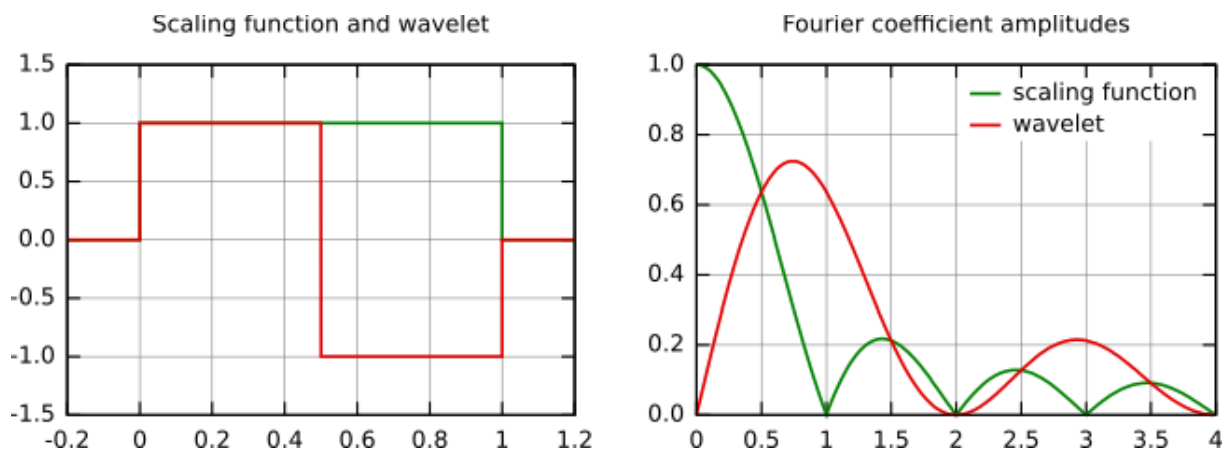 Scaling function and wavelet
1.5
1.0
0.5
0.0
-0.5
-1.0
-1.5
-0.2 0 0.2 0.4 0.6 0.8 1 1.2
Fourier coefficient amplitudes
1.0
0.8
0.6
0.4
0.2
0.0
scaling function
wavelet
0 0.5 1 1.5 2 2.5 3 3.5 4